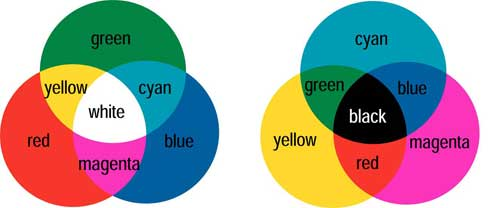 green
yellow
cyan
white
red
blue
magenta
cyan
green
blue
black
yellow
magenta
red